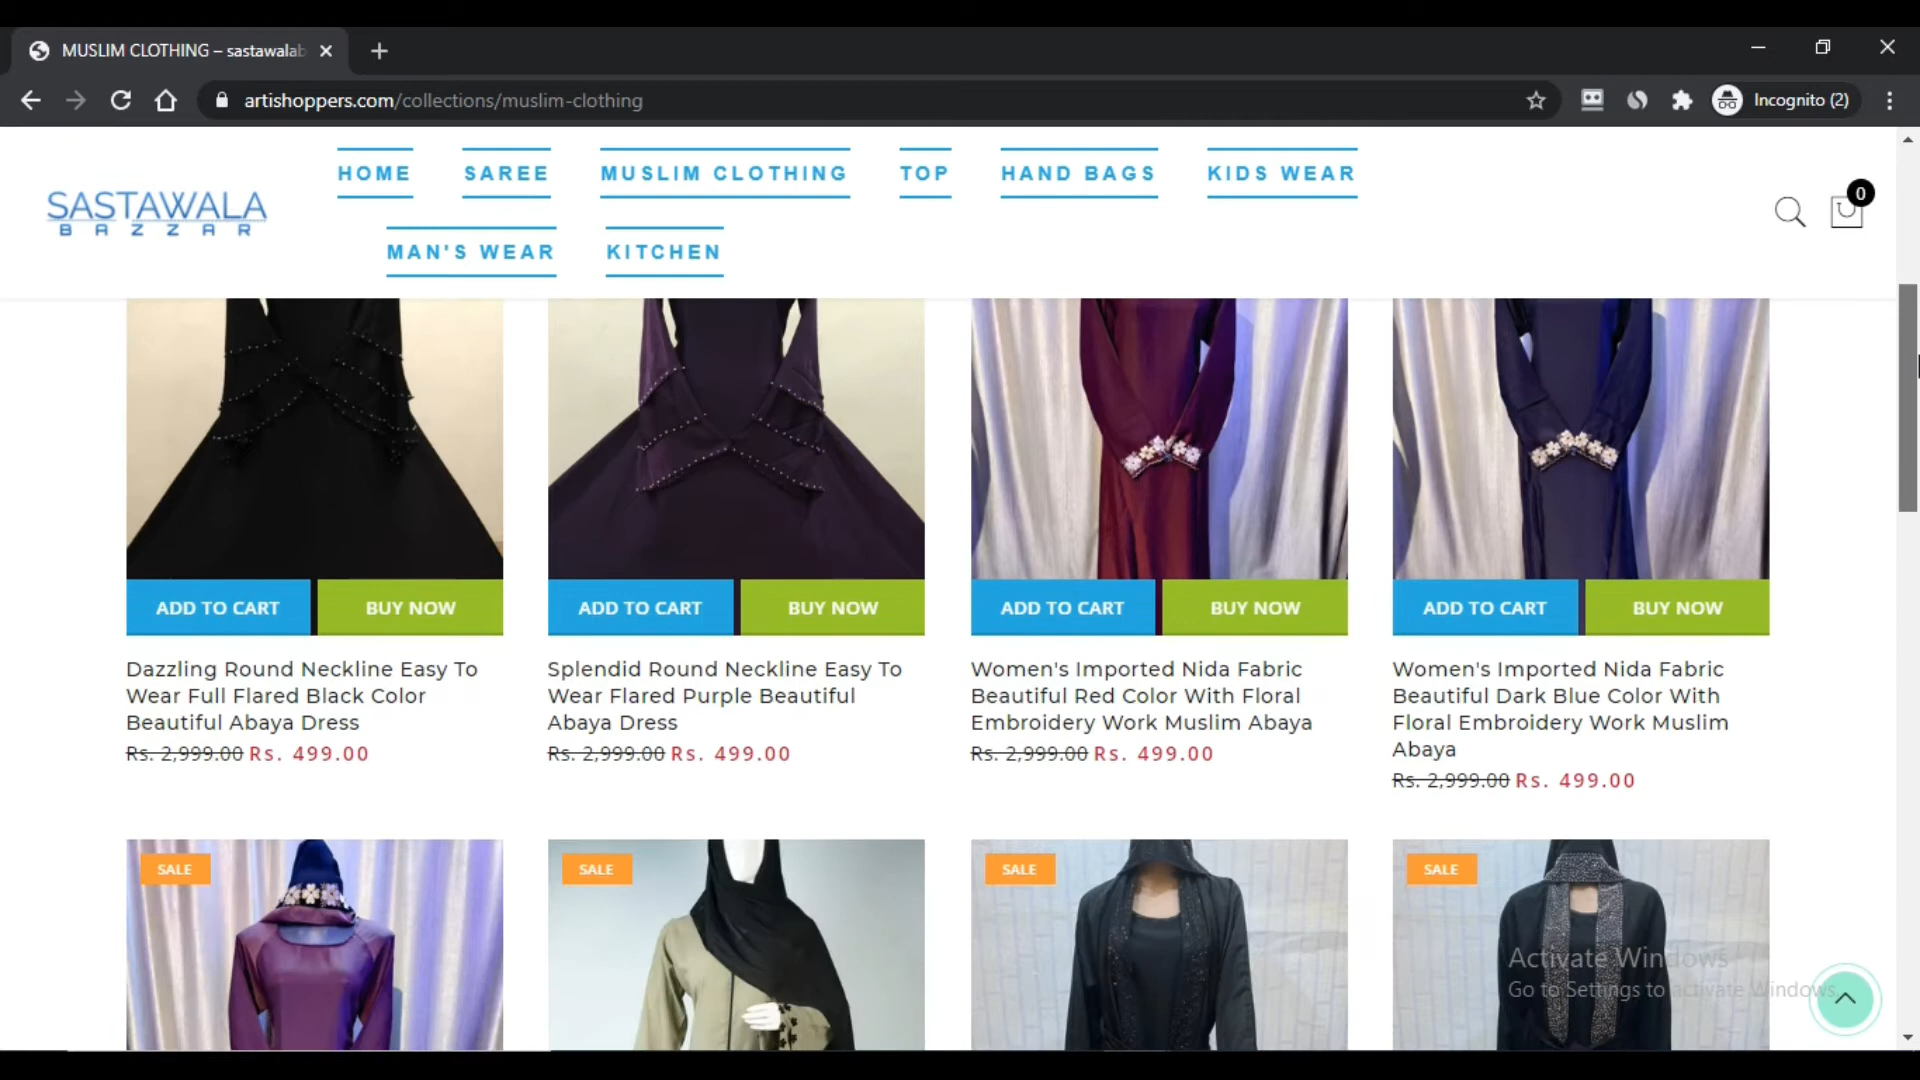 MUSLIM CLOTHING – sastawalab
artishoppers.com/collections/muslim-clothing
Incognito (2)
HOME
SAREE
MUSLIM CLOTHING
TOP
HAND BAGS
KIDS WEAR
SASTAWALA
BAZZAR
0
MAN'S WEAR
KITCHEN
ADD TO CART
BUY NOW
ADD TO CART
BUY NOW
ADD TO CART
BUY NOW
ADD TO CART
BUY NOW
Dazzling Round Neckline Easy To
Wear Full Flared Black Color
Beautiful Abaya Dress
Rs. 2,999.00 Rs. 499.00
Splendid Round Neckline Easy To
Wear Flared Purple Beautiful
Abaya Dress
Rs. 2,999.00 Rs. 499.00
Women's Imported Nida Fabric
Beautiful Red Color With Floral
Embroidery Work Muslim Abaya
Rs. 2,999.00 Rs. 499.00
Women's Imported Nida Fabric
Beautiful Dark Blue Color With
Floral Embroidery Work Muslim
Abaya
Rs. 2,999.00 Rs. 499.00
SALE
SALE
SALE
SALE
Activate Windows
Go to Settings to activate Windows.